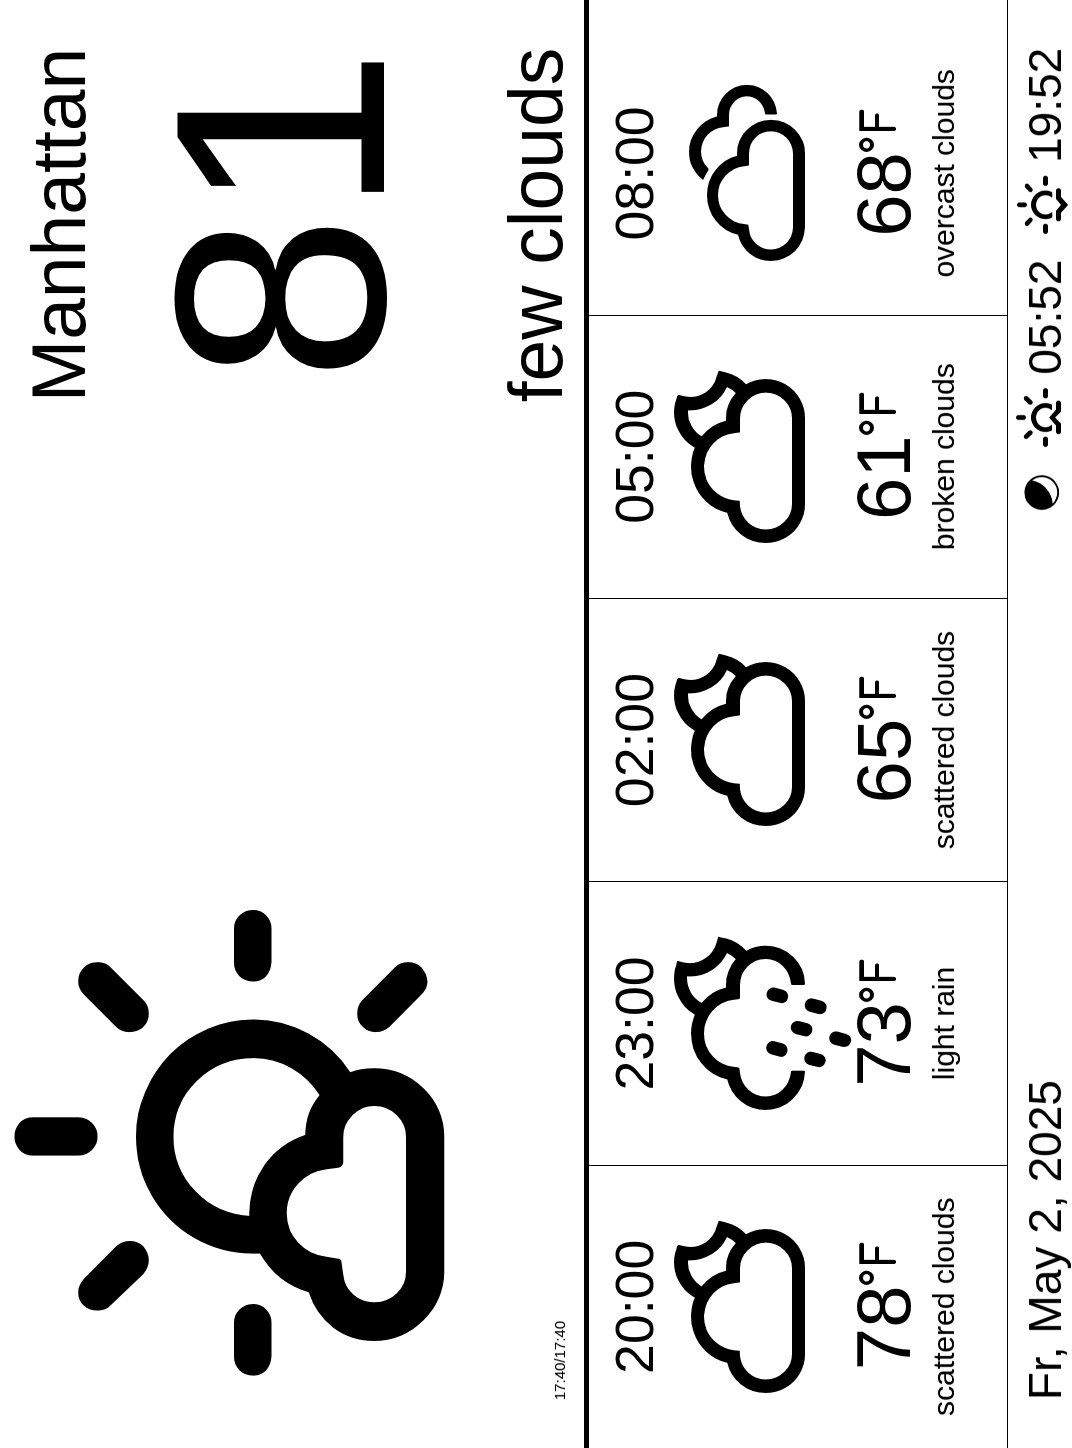 Manhattan
81
few clouds
17:40/17:40
20:00
78°F
scattered clouds
23:00
73°F
light rain
02:00
65°F
scattered clouds
05:00
61°F
broken clouds
08:00
68°F
overcast clouds
Fr, May 2, 2025
05:52
19:52